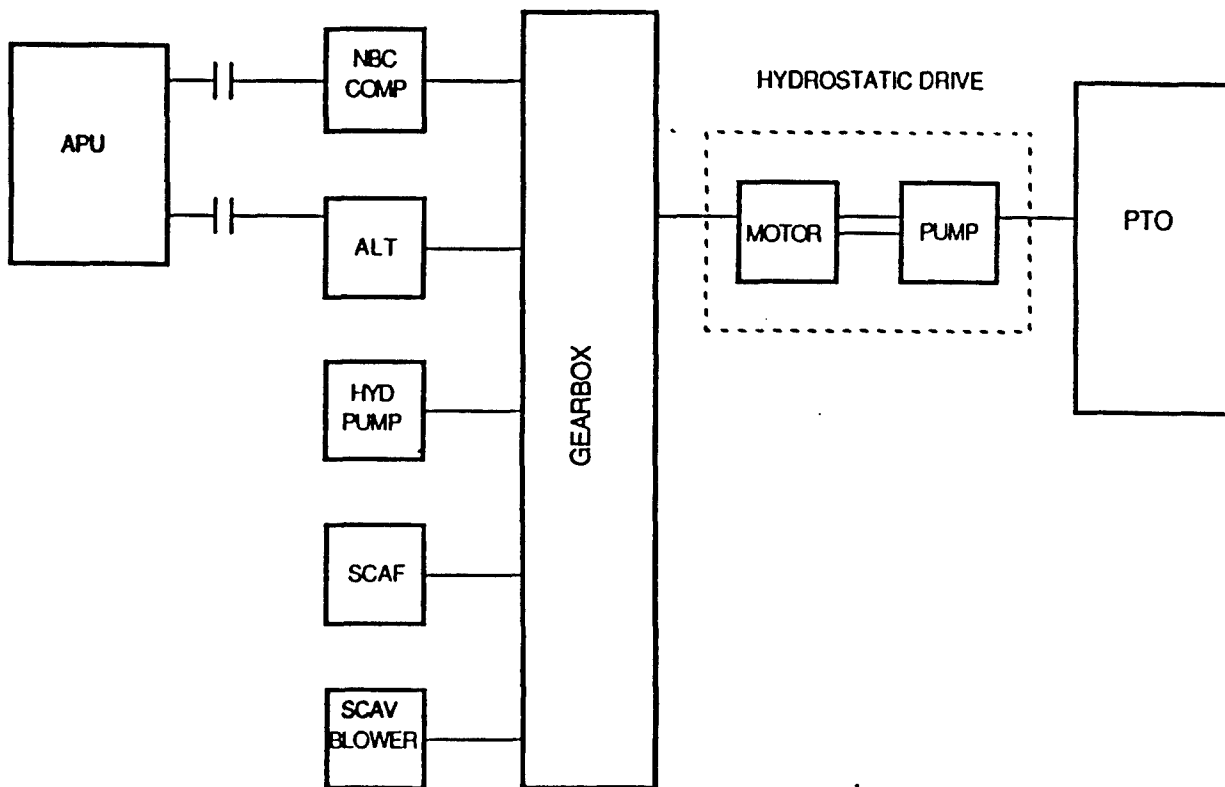 APU
NBC
COMP
ALT
HYD
PUMP
SCAF
SCAV
BLOWER
GEARBOX
HYDROSTATIC DRIVE
MOTOR
PUMP
PTO